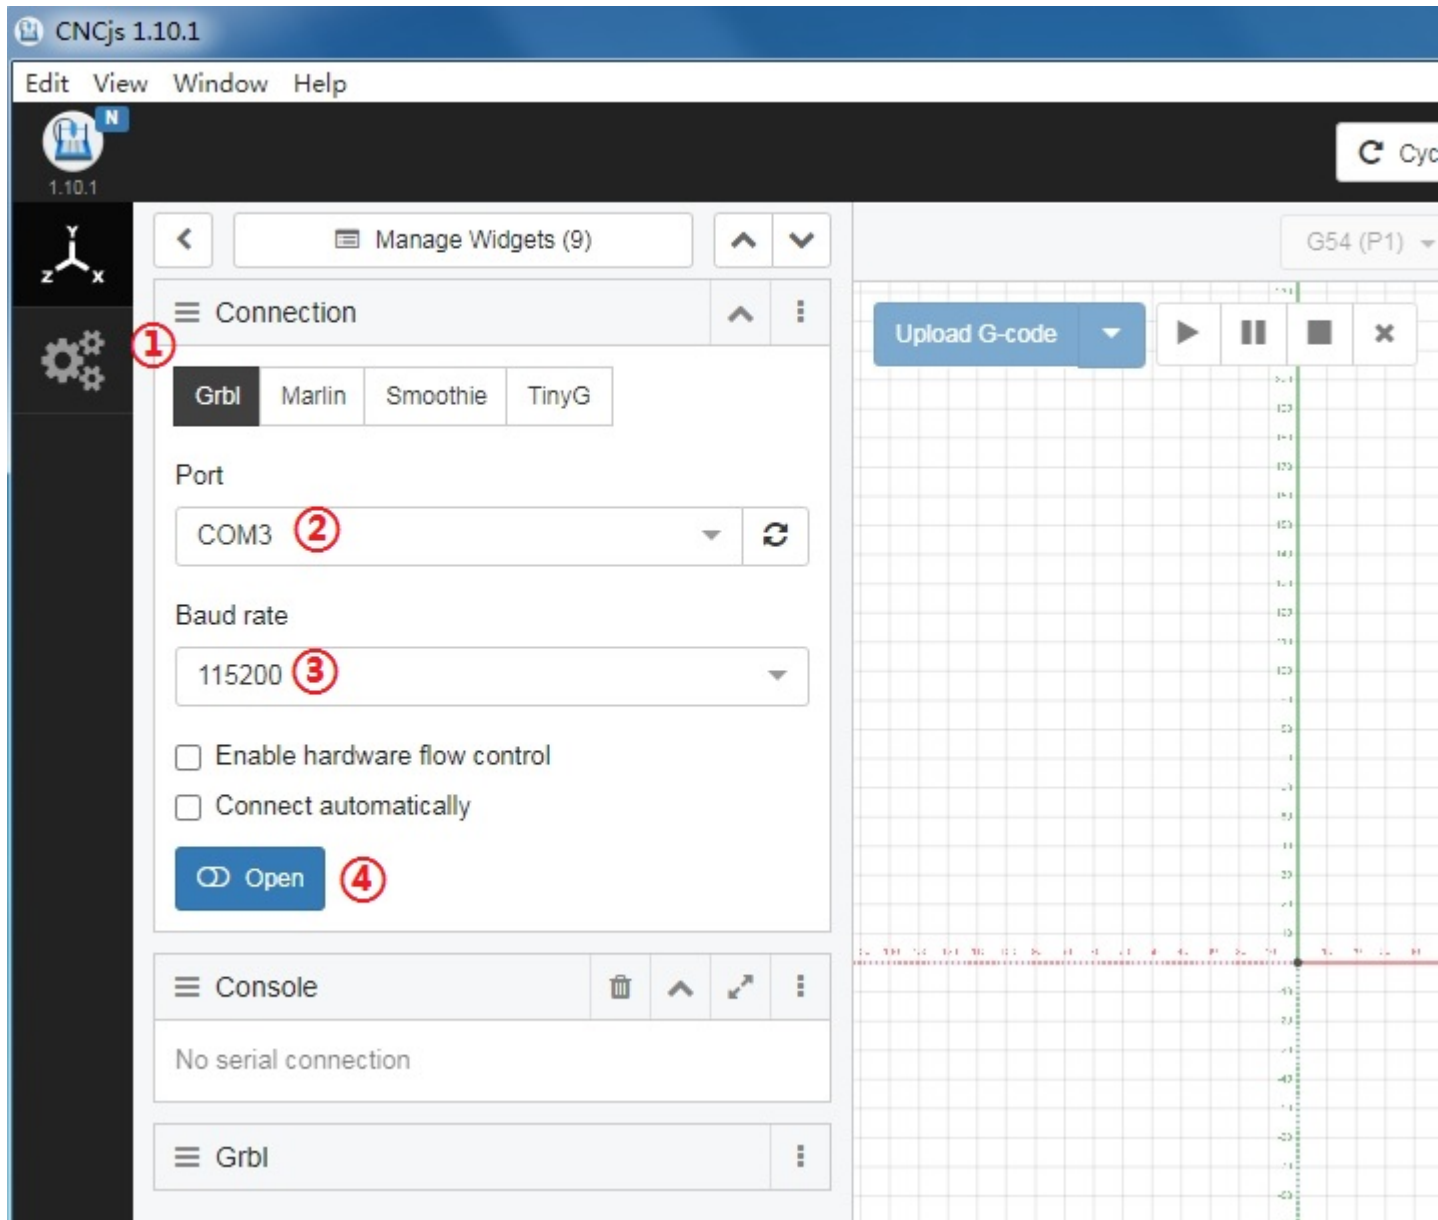 CNCjs 1.10.1
Edit View Window Help
N
1.10.1
Cyc
Y
Z X
Manage Widgets (9)
G54 (P1)
Connection
①
Upload G-code
Grbl Marlin Smoothie TinyG
Port
COM3 ②
Baud rate
115200 ③
Enable hardware flow control
Connect automatically
Open ④
Console
No serial connection
Grbl